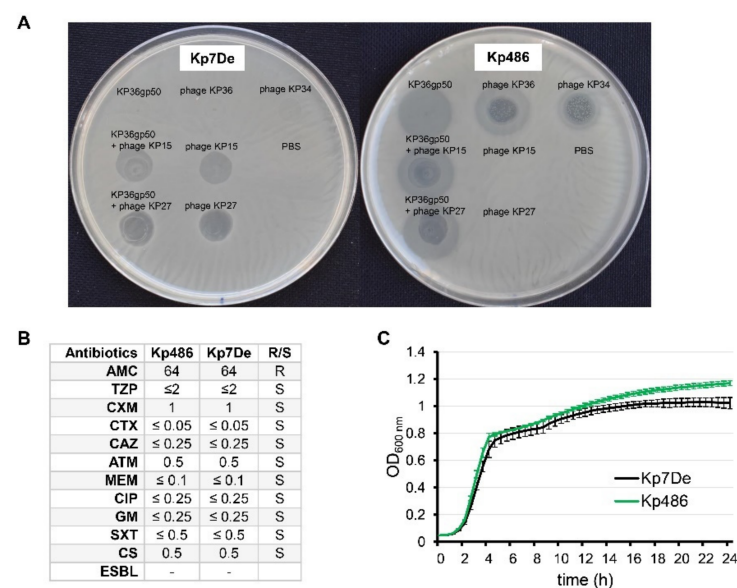 A
Kp7De
KP36gp50 phage KP36 phage KP34
KP36gp50
+ phage KP15 phage KP15 PBS
KP36gp50
+ phage KP27 phage KP27
Kp486
KP36gp50 phage KP36 phage KP34
KP36gp50
+ phage KP15 phage KP15 PBS
KP36gp50
+ phage KP27 phage KP27
B
Antibiotics Kp486 Kp7De R/S
AMC 64 64 R
TZP ≤2 ≤2 S
CXM 1 1 S
CTX ≤ 0.05 ≤ 0.05 S
CAZ ≤ 0.25 ≤ 0.25 S
ATM 0.5 0.5 S
MEM ≤ 0.1 ≤ 0.1 S
CIP ≤ 0.25 ≤ 0.25 S
GM ≤ 0.25 ≤ 0.25 S
SXT ≤ 0.5 ≤ 0.5 S
CS 0.5 0.5 S
ESBL - -
C
1.4
1.2
1
0.8
0.6
0.4
0.2
0
OD600 nm
Kp7De
Kp486
0 2 4 6 8 10 12 14 16 18 20 22 24
time (h)